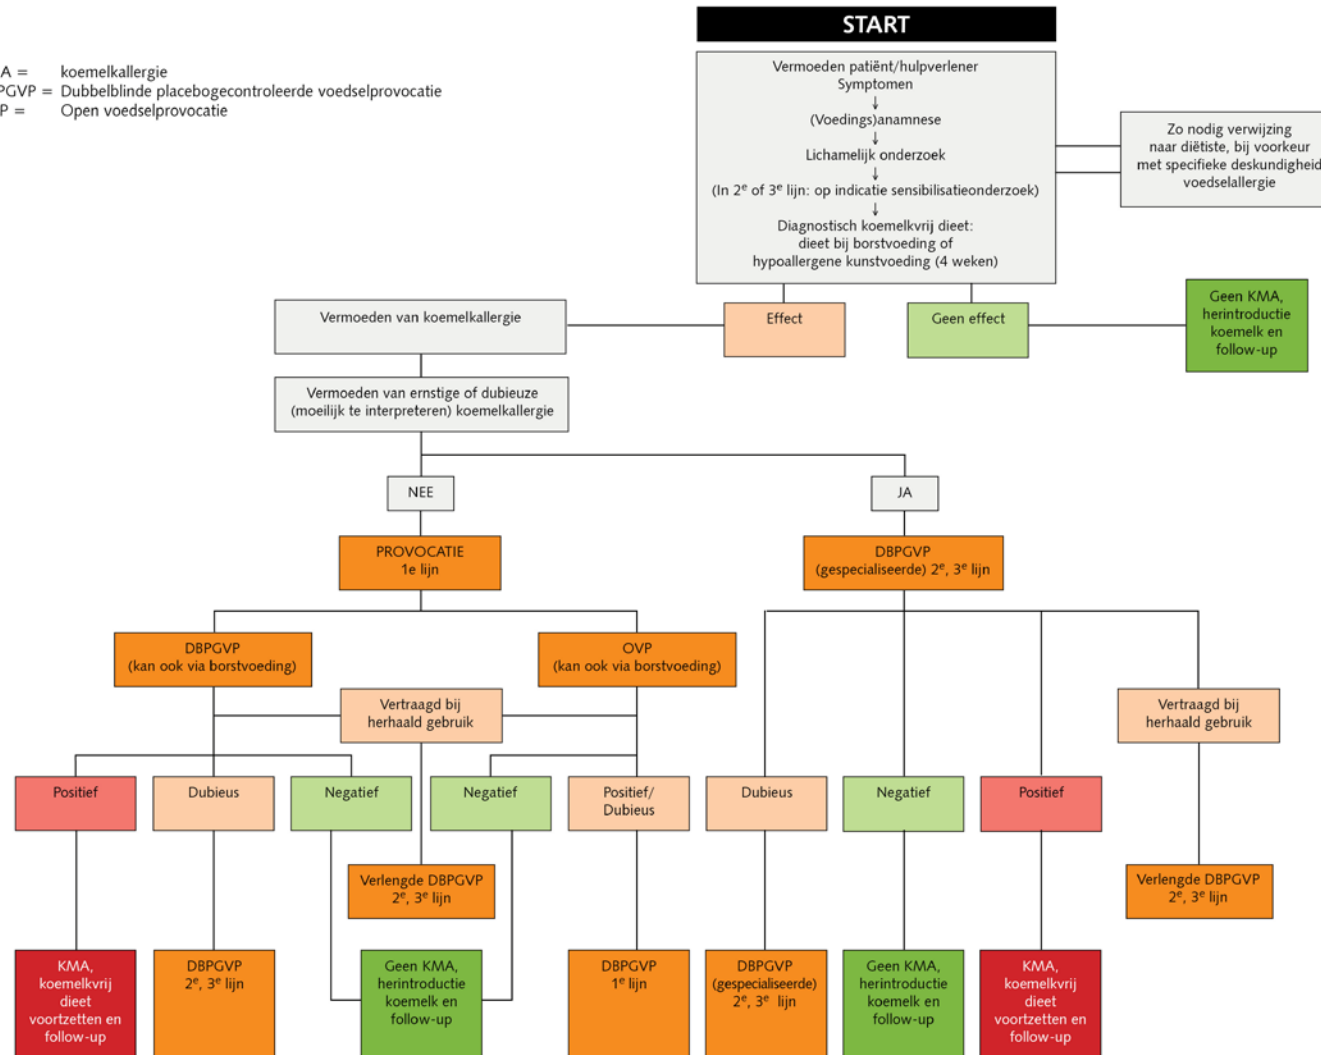 START
A = koemelkallergie
PGVP = Dubbelblinde placebogecontroleerde voedselprovocatie
P = Open voedselprovocatie
Vermoeden patiënt/hulpverlener
Symptomen
↓
(Voedings)anamnese
↓
Lichamelijk onderzoek
↓
(In 2e of 3e lijn: op indicatie sensibilisatieonderzoek)
↓
Diagnostisch koemelkvrij dieet:
dieet bij borstvoeding of
hypoallergene kunstvoeding (4 weken)
Zo nodig verwijzing
naar diëtiste, bij voorkeur
met specifieke deskundigheid
voedselallergie
Vermoeden van koemelkallergie
Effect
Geen effect
Geen KMA,
herintroductie
koemelk en
follow-up
Vermoeden van ernstige of dubieuze
(moeilijk te interpreteren) koemelkallergie
NEE
JA
PROVOCATIE
1e lijn
DBPGVP
(gespecialiseerde) 2e, 3e lijn
DBPGVP
(kan ook via borstvoeding)
OVP
(kan ook via borstvoeding)
Vertraagd bij
herhaald gebruik
Vertraagd bij
herhaald gebruik
Positief
Dubieus
Negatief
Negatief
Positief/
Dubieus
Dubieus
Negatief
Positief
Verlengde DBPGVP
2e, 3e lijn
Verlengde DBPGVP
2e, 3e lijn
KMA,
koemelkvrij
dieet
voortzetten en
follow-up
DBPGVP
2e, 3e lijn
Geen KMA,
herintroductie
koemelk en
follow-up
DBPGVP
1e lijn
DBPGVP
(gespecialiseerde)
2e, 3e lijn
Geen KMA,
herintroductie
koemelk en
follow-up
KMA,
koemelkvrij
dieet
voortzetten en
follow-up